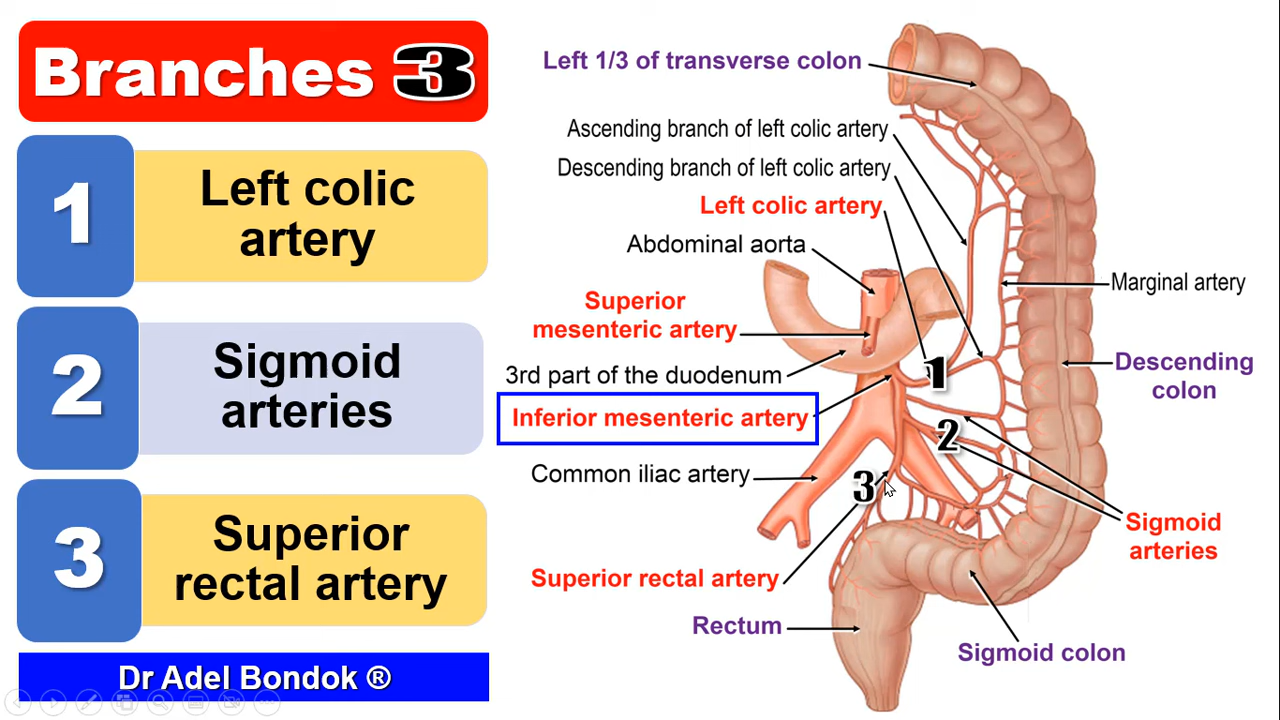 Branches 3
1
Left colic
artery
2
Sigmoid
arteries
3
Superior
rectal artery
Dr Adel Bondok ®
Left 1/3 of transverse colon
Ascending branch of left colic artery
Descending branch of left colic artery
Left colic artery
Abdominal aorta
Superior
mesenteric artery
3rd part of the duodenum
Inferior mesenteric artery
Common iliac artery
Superior rectal artery
Rectum
1
2
3
Marginal artery
Descending
colon
Sigmoid
arteries
Sigmoid colon